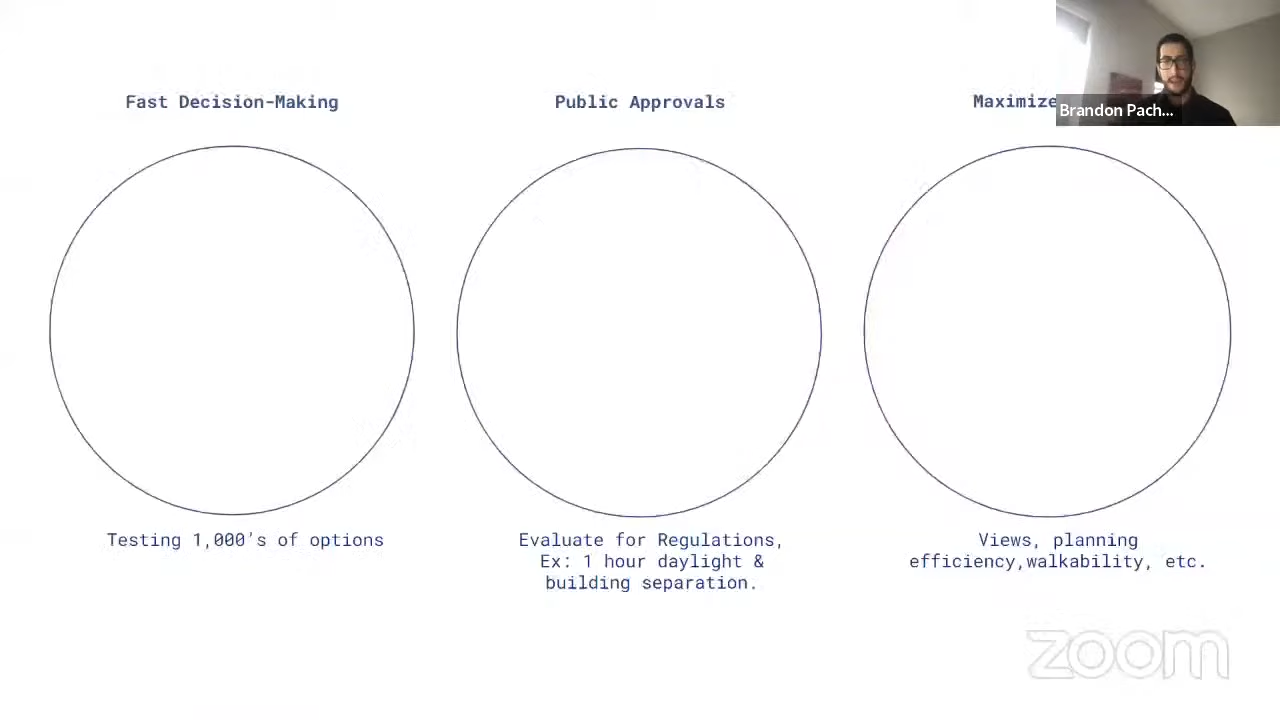 Fast Decision-Making
Public Approvals
Maximize
Brandon Pach...
Testing 1,000's of options
Evaluate for Regulations,
Ex: 1 hour daylight &
building separation.
Views, planning
efficiency,walkability, etc.
zoom